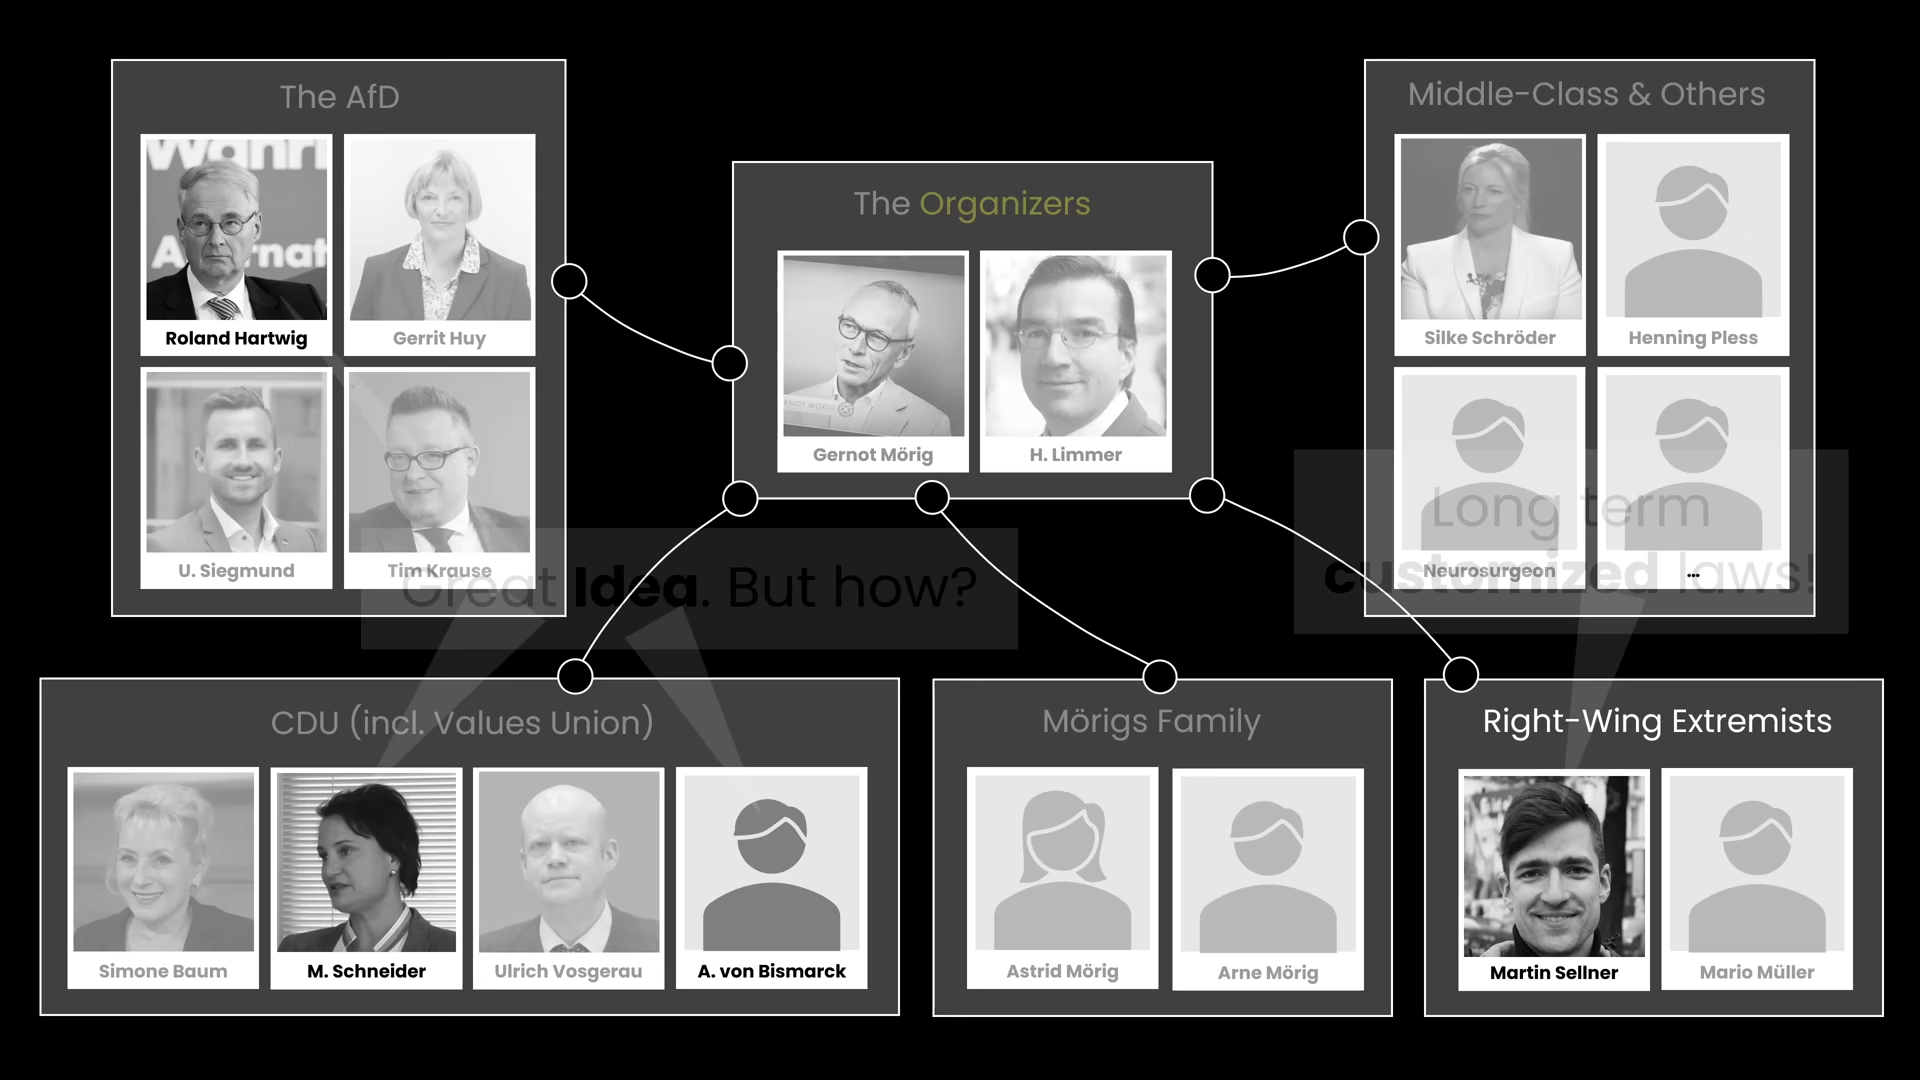 The AfD
Wahrh
A ernat
Roland Hartwig
Gerrit Huy
U. Siegmund
Tim Krause
The Organizers
Gernot Mörig
H. Limmer
Middle-Class & Others
Silke Schröder
Henning Pless
Neurosurgeon
...
Great Idea. But how?
Long term
customized laws!
CDU (incl. Values Union)
Simone Baum
M. Schneider
Ulrich Vosgerau
A. von Bismarck
Mörigs Family
Astrid Mörig
Arne Mörig
Right-Wing Extremists
Martin Sellner
Mario Müller